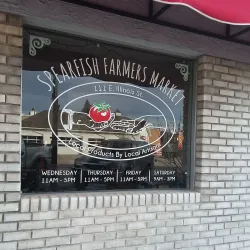 SPEARFISH FARMERS MARKET
111 E. Illinois St.
Local Products By Local Artisans
WEDNESDAY THURSDAY FRIDAY SATURDAY
11AM - 5PM 11AM - 5PM 11AM - 5PM 9AM - 3PM